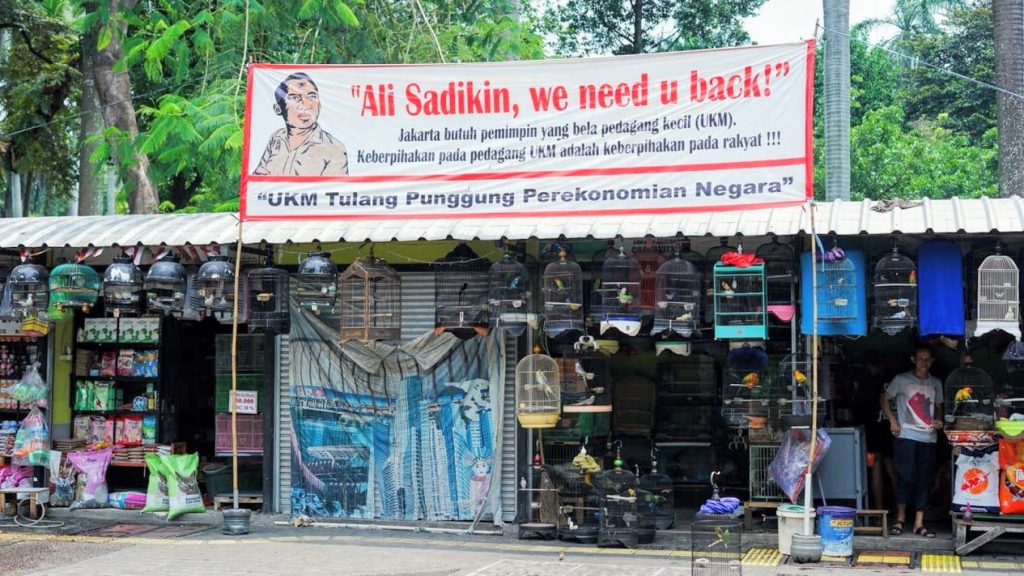 "Ali Sadikin, we need u back!"
Jakarta butuh pemimpin yang bela pedagang kecil (UKM).
Keberpihakan pada pedagang UKM adalah keberpihakan pada rakyat !!!
"UKM Tulang Punggung Perekonomian Negara"